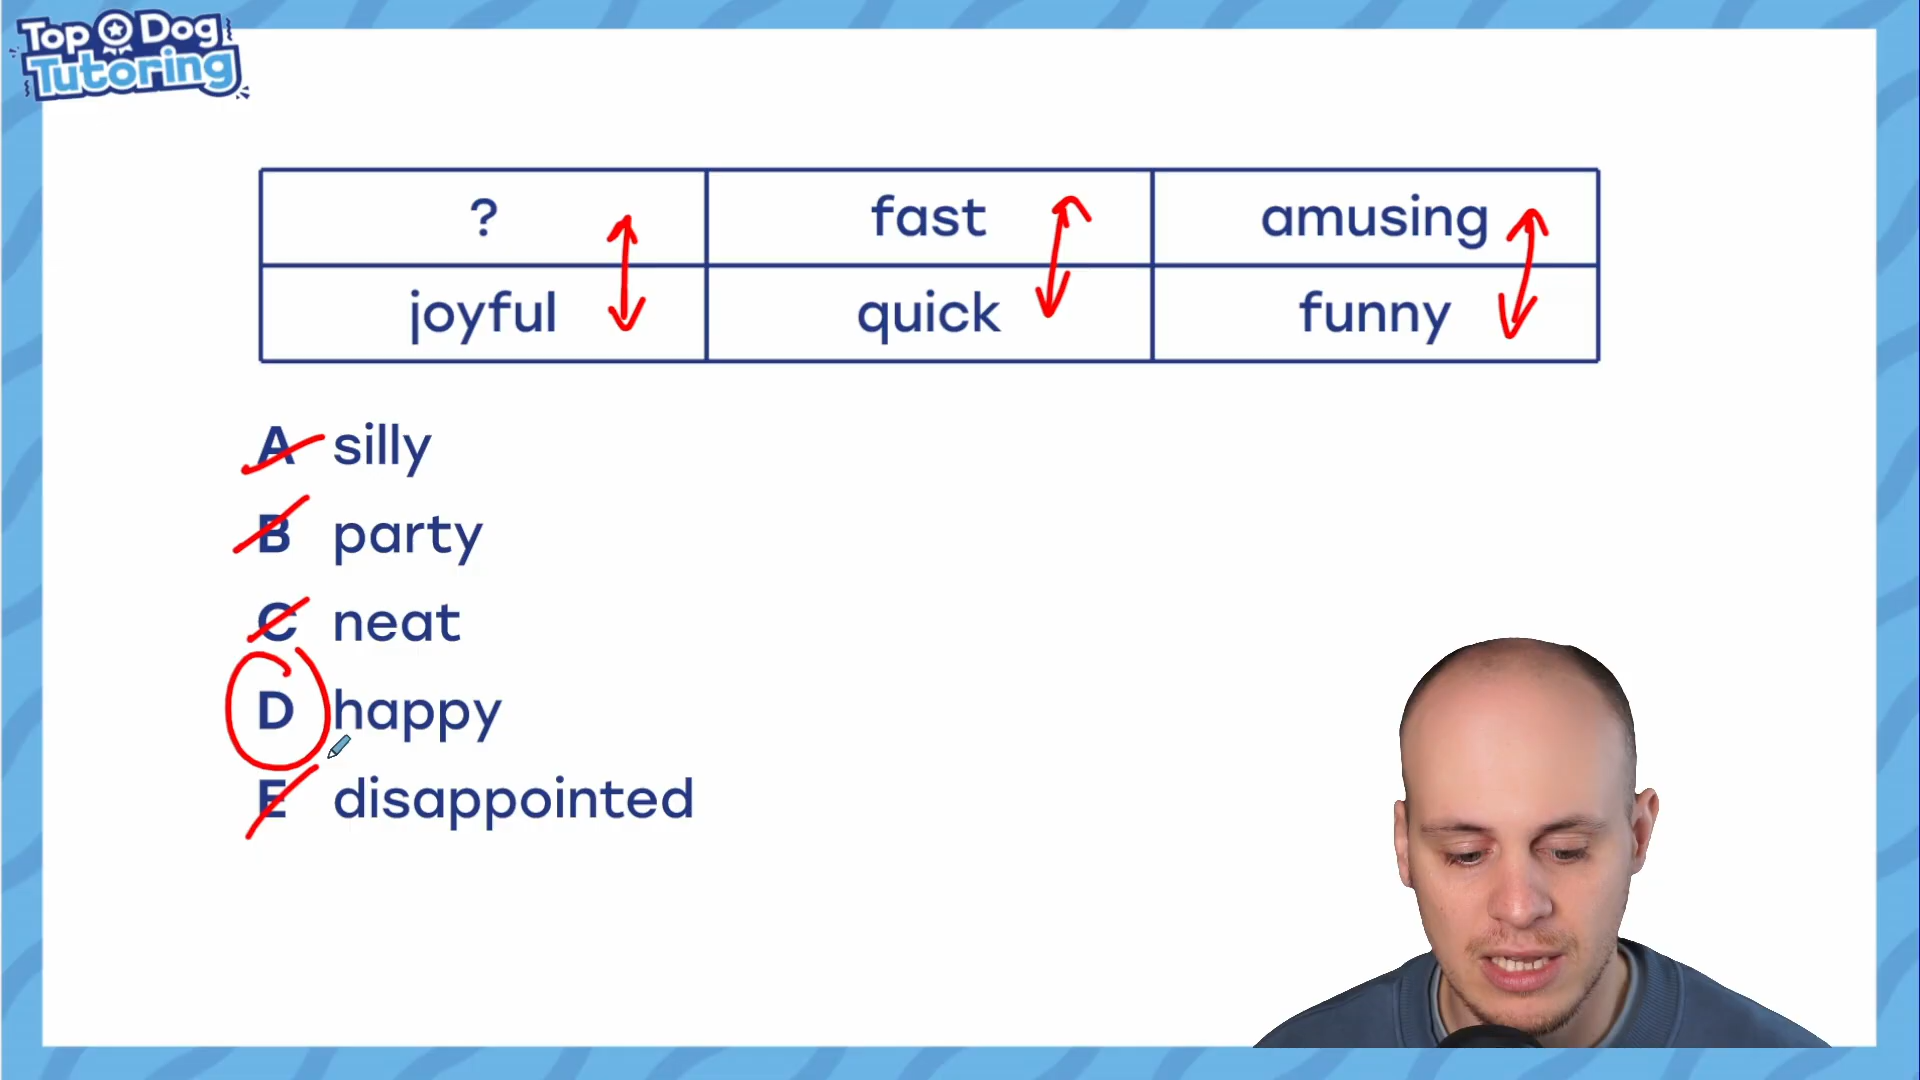 Top Dog
Tutoring
? fast amusing
joyful quick funny
A silly
B party
C neat
D happy
E disappointed